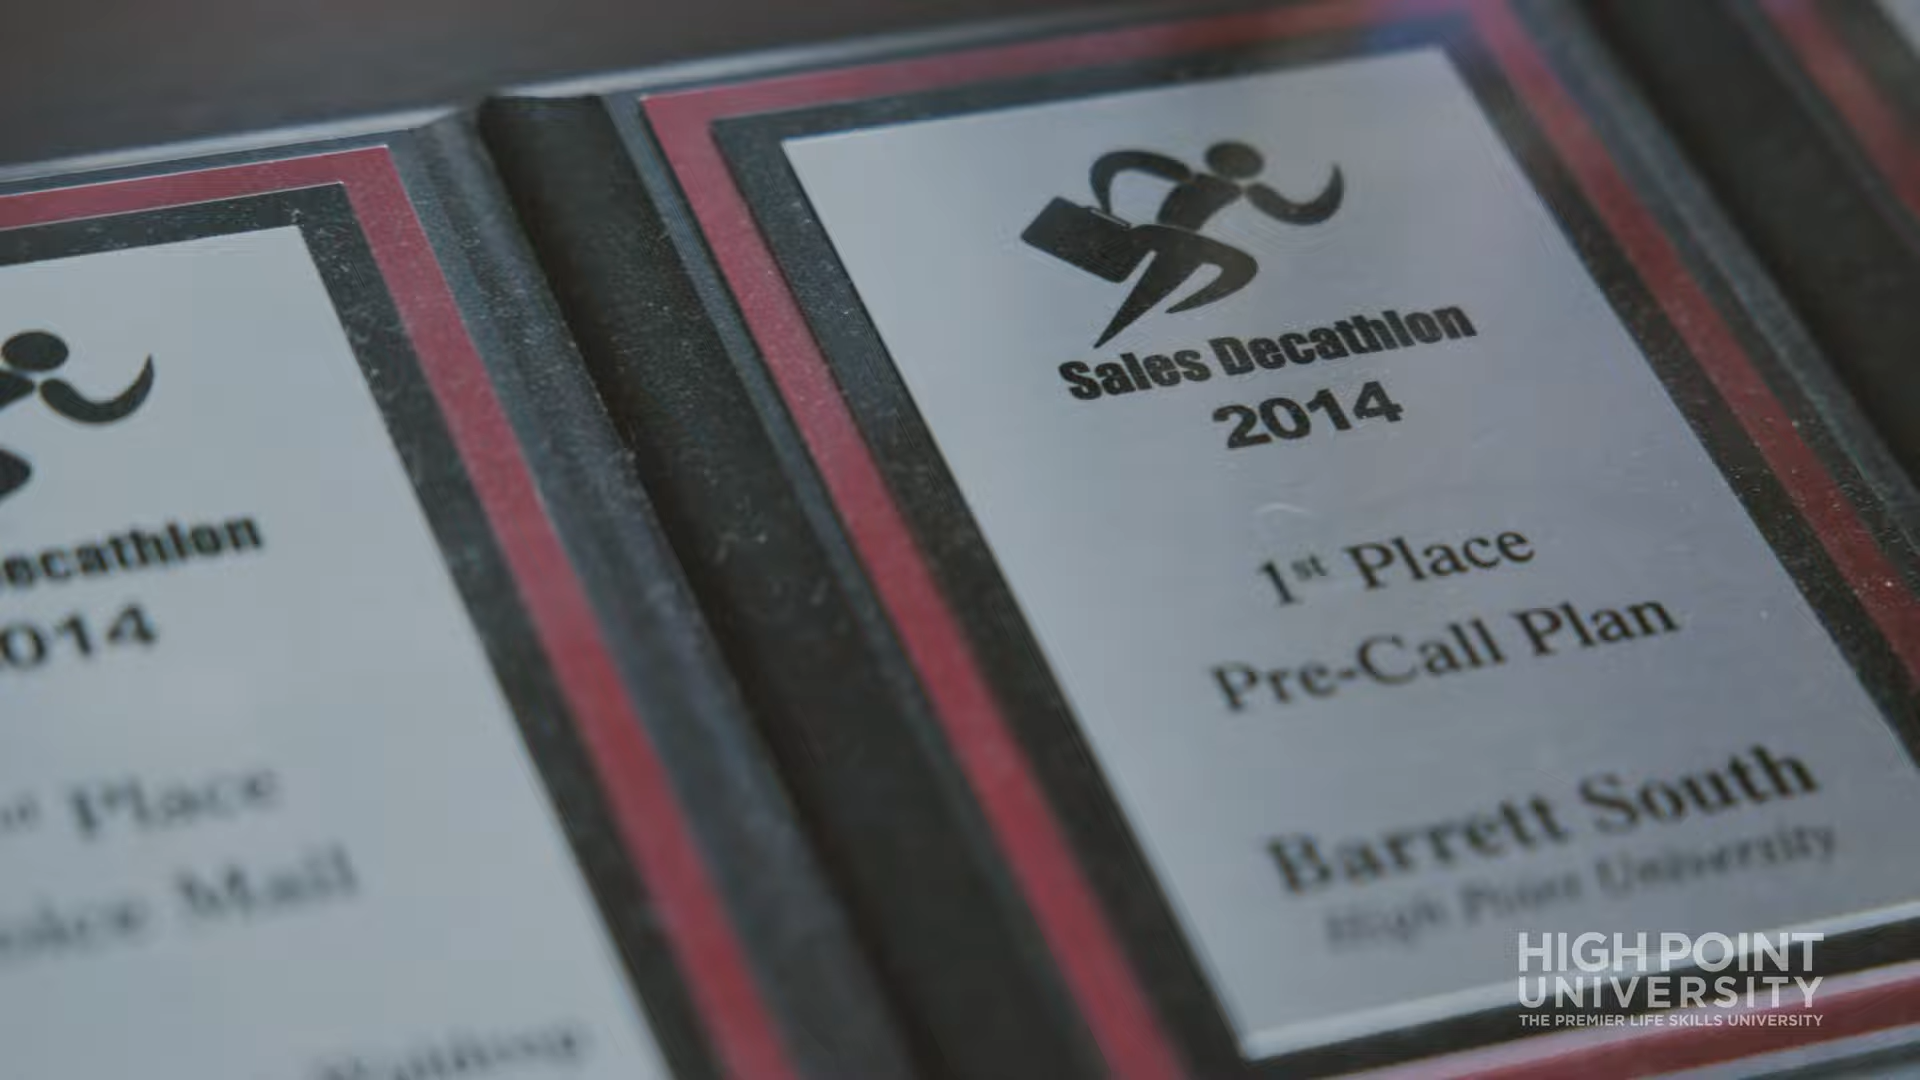 ecathlon
014
Place
Mail
Sales Decathlon
2014
1st Place
Pre-Call Plan
Barrett South
High Point University
HIGH POINT
UNIVERSITY
THE PREMIER LIFE SKILLS UNIVERSITY